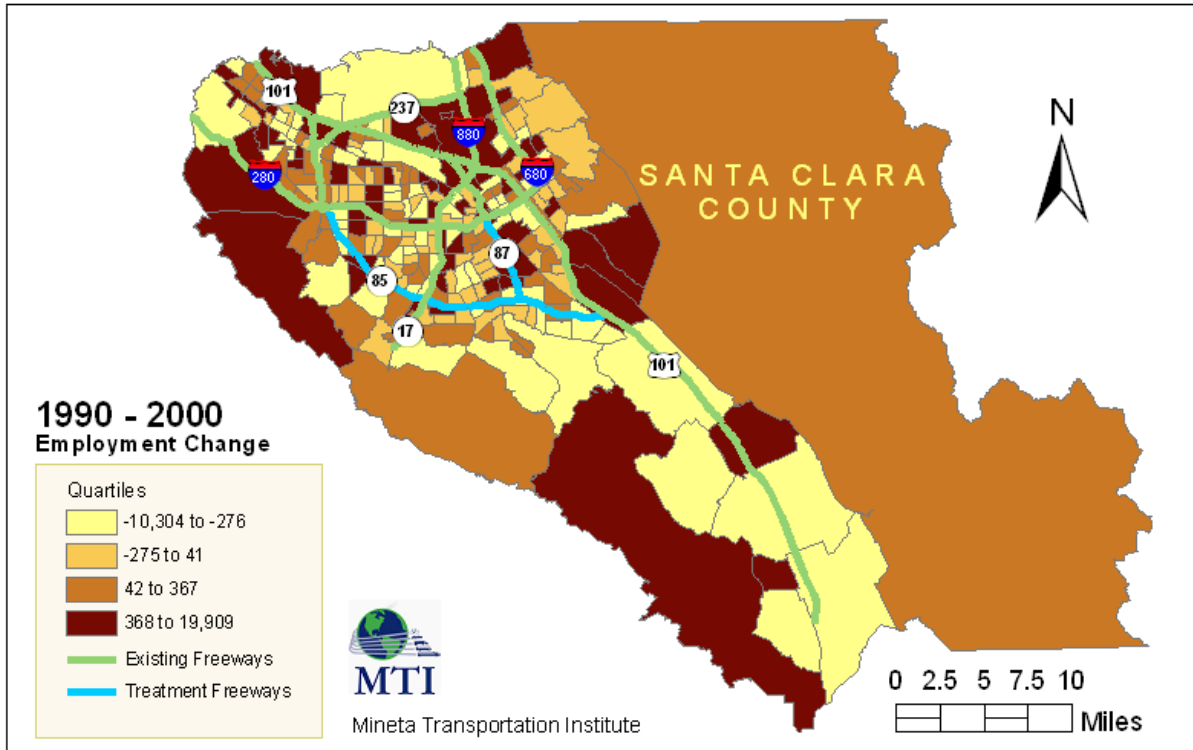 101
237
880
280
680
SANTA CLARA
COUNTY
N
87
85
17
101
1990 - 2000
Employment Change
Quartiles
-10,304 to -276
-275 to 41
42 to 367
368 to 19,909
Existing Freeways
Treatment Freeways
MTI
Mineta Transportation Institute
0 2.5 5 7.5 10
Miles